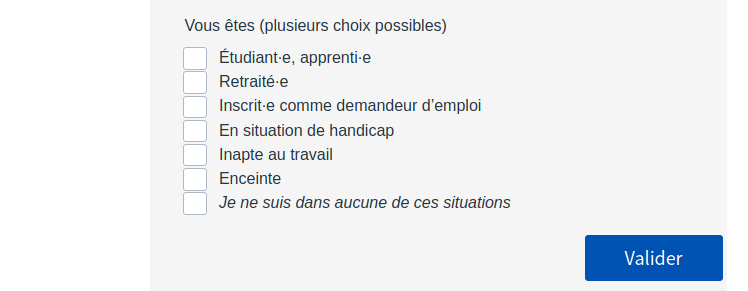 Vous êtes (plusieurs choix possibles)
Étudiant·e, apprenti·e
Retraité·e
Inscrit·e comme demandeur d’emploi
En situation de handicap
Inapte au travail
Enceinte
Je ne suis dans aucune de ces situations
Valider